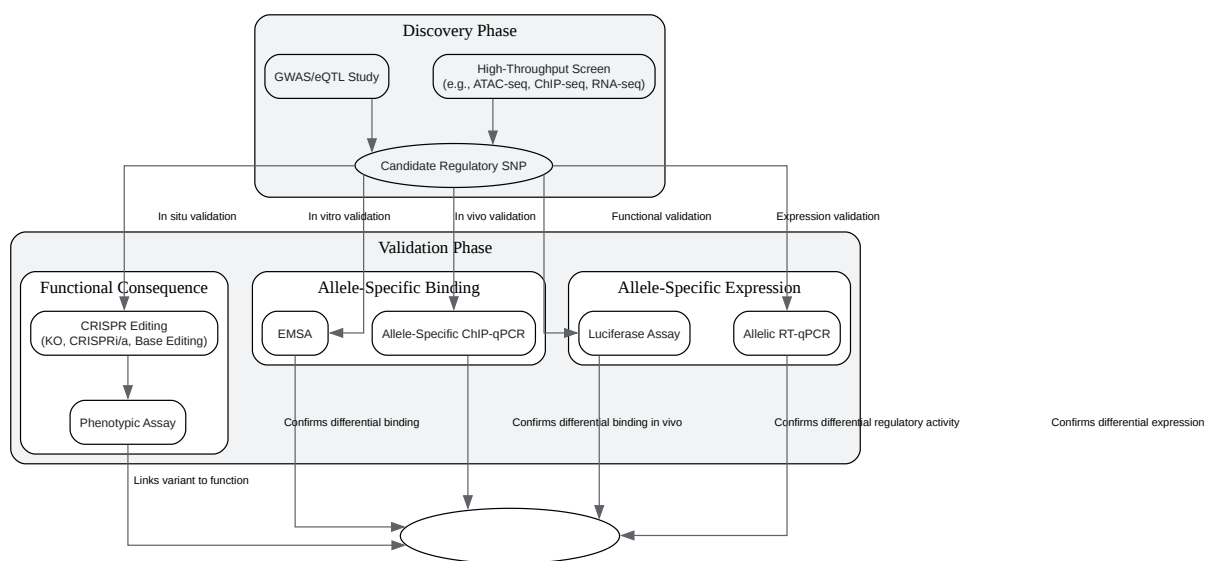 Discovery Phase
GWAS/eQTL Study
High-Throughput Screen
(e.g., ATAC-seq, ChIP-seq, RNA-seq)
Candidate Regulatory SNP
In situ validation
In vitro validation
In vivo validation
Functional validation
Expression validation
Validation Phase
Functional Consequence
Allele-Specific Binding
Allele-Specific Expression
CRISPR Editing
(KO, CRISPRi/a, Base Editing)
EMSA
Allele-Specific ChIP-qPCR
Luciferase Assay
Allelic RT-qPCR
Phenotypic Assay
Confirms differential binding
Confirms differential binding in vivo
Confirms differential regulatory activity
Confirms differential expression
Links variant to function